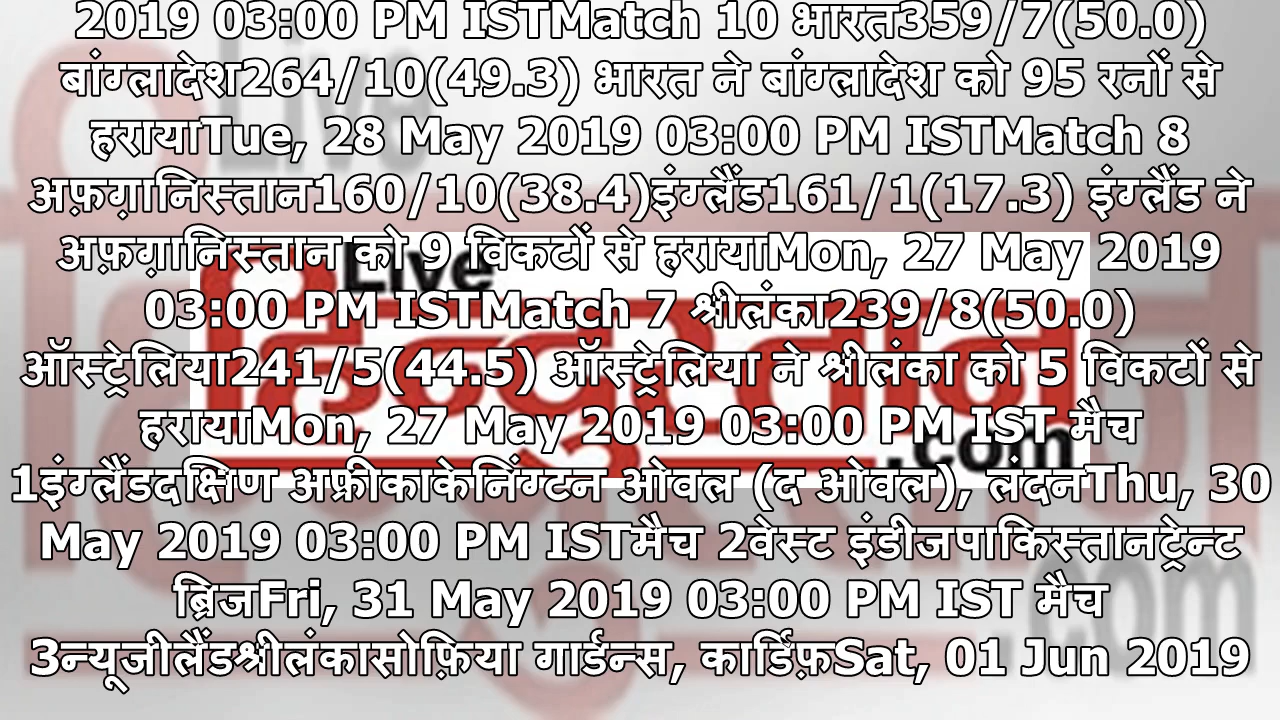 2019 03:00 PM ISTMatch 10 भारत359/7(50.0)
बांग्लादेश264/10(49.3) भारत ने बांग्लादेश को 95 रनों से
हरायाTue, 28 May 2019 03:00 PM ISTMatch 8
अफ़ग़ानिस्तान160/10(38.4)इंग्लैंड161/1(17.3) इंग्लैंड ने
अफ़ग़ानिस्तान को 9 विकटों से हरायाMon, 27 May 2019
03:00 PM ISTMatch 7 श्रीलंका239/8(50.0)
ऑस्ट्रेलिया241/5(44.5) ऑस्ट्रेलिया ने श्रीलंका को 5 विकटों से
हरायाMon, 27 May 2019 03:00 PM IST मैच
1इंग्लैंडदक्षिण अफ्रीकाकेनिंग्टन ओवल (द ओवल), लंदनThu, 30
May 2019 03:00 PM ISTमैच 2वेस्ट इंडीजपाकिस्तानट्रेन्ट
ब्रिजFri, 31 May 2019 03:00 PM IST मैच
3न्यूजीलैंडश्रीलंकासोफ़िया गार्डन्स, कार्डिफ़Sat, 01 Jun 2019
Live
हिन्दुस्तान
.com